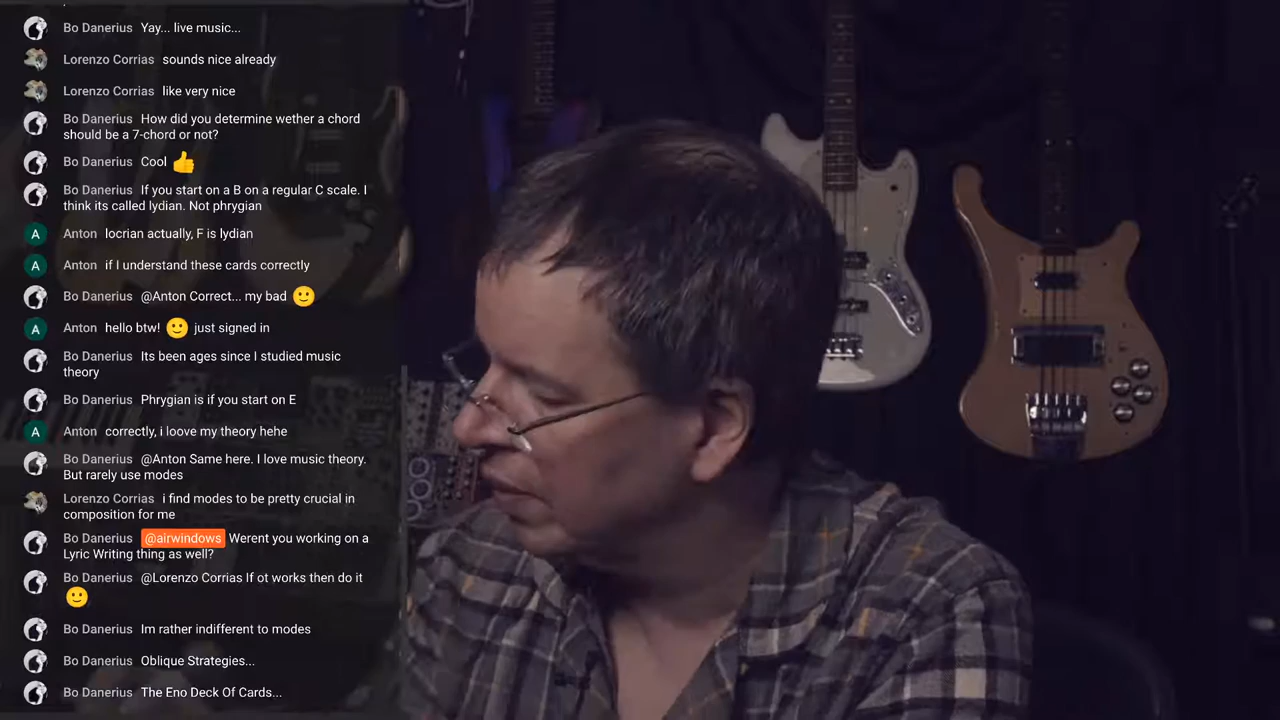 Bo Danerius Yay... live music...
Lorenzo Corrias sounds nice already
Lorenzo Corrias like very nice
Bo Danerius How did you determine wether a chord
should be a 7-chord or not?
Bo Danerius Cool 👍
Bo Danerius If you start on a B on a regular C scale. I
think its called lydian. Not phrygian
A Anton locrian actually, F is lydian
A Anton if I understand these cards correctly
Bo Danerius @Anton Correct... my bad 🙂
A Anton hello btw! 🙂 just signed in
Bo Danerius Its been ages since I studied music
theory
Bo Danerius Phrygian is if you start on E
A Anton correctly, i loove my theory hehe
Bo Danerius @Anton Same here. I love music theory.
But rarely use modes
Lorenzo Corrias i find modes to be pretty crucial in
composition for me
Bo Danerius @airwindows Werent you working on a
Lyric Writing thing as well?
Bo Danerius @Lorenzo Corrias If ot works then do it
🙂
Bo Danerius Im rather indifferent to modes
Bo Danerius Oblique Strategies...
Bo Danerius The Eno Deck Of Cards...